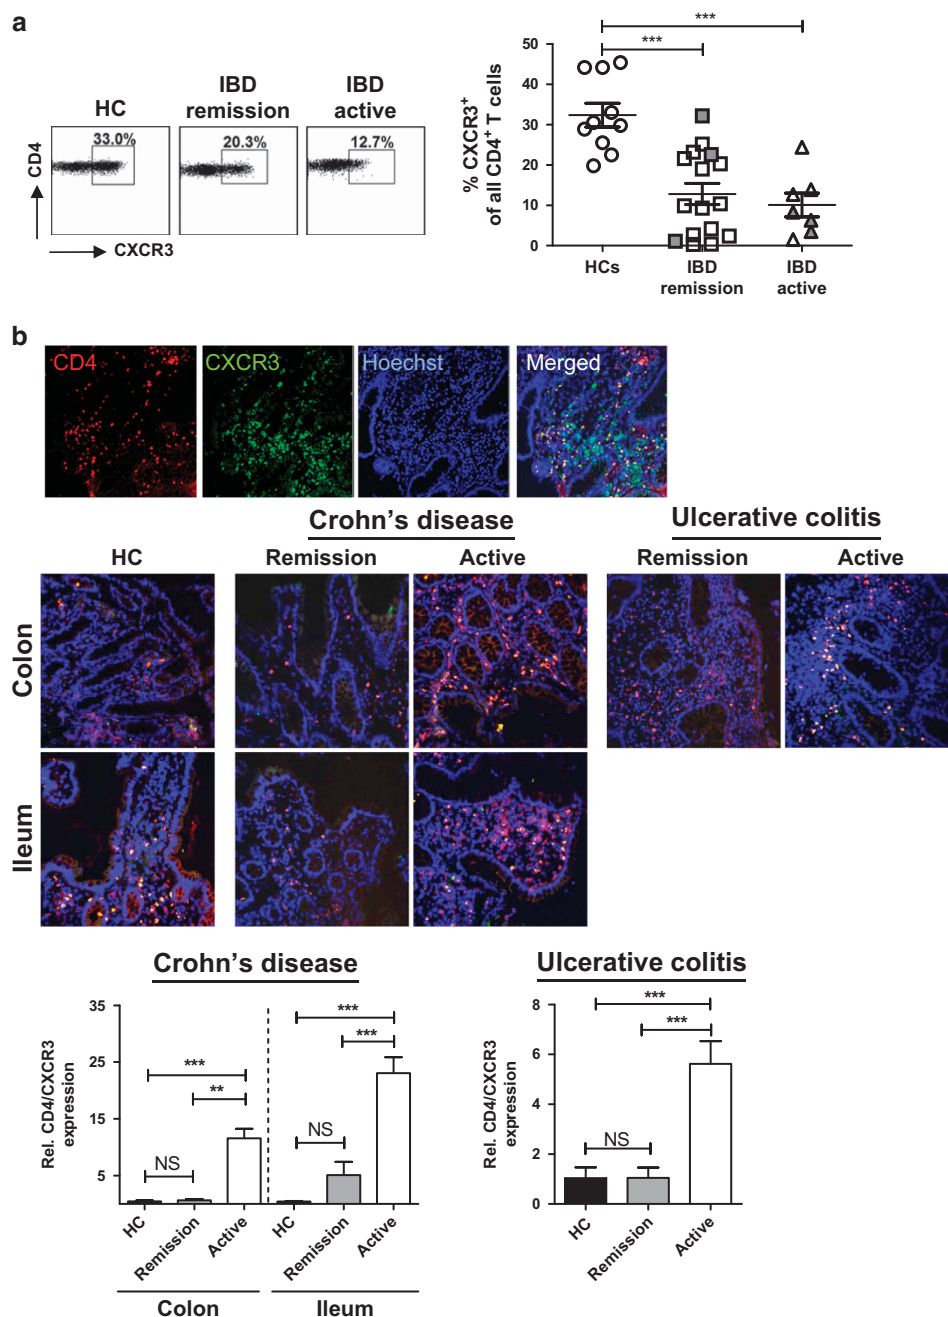 a
HC
IBD
remission
IBD
active
33.0%
20.3%
12.7%
CD4
CXCR3
***
***
% CXCR3+
of all CD4+ T cells
50
40
30
20
10
0
HCs
IBD
remission
IBD
active
b
CD4
CXCR3
Hoechst
Merged
Crohn's disease
Ulcerative colitis
HC
Remission
Active
Remission
Active
Colon
Ileum
Crohn's disease
Rel. CD4/CXCR3
expression
35
25
15
5
***
**
NS
***
***
NS
HC
Remission
Active
HC
Remission
Active
Colon
Ileum
Ulcerative colitis
Rel. CD4/CXCR3
expression
8
6
4
2
0
***
***
NS
HC
Remission
Active